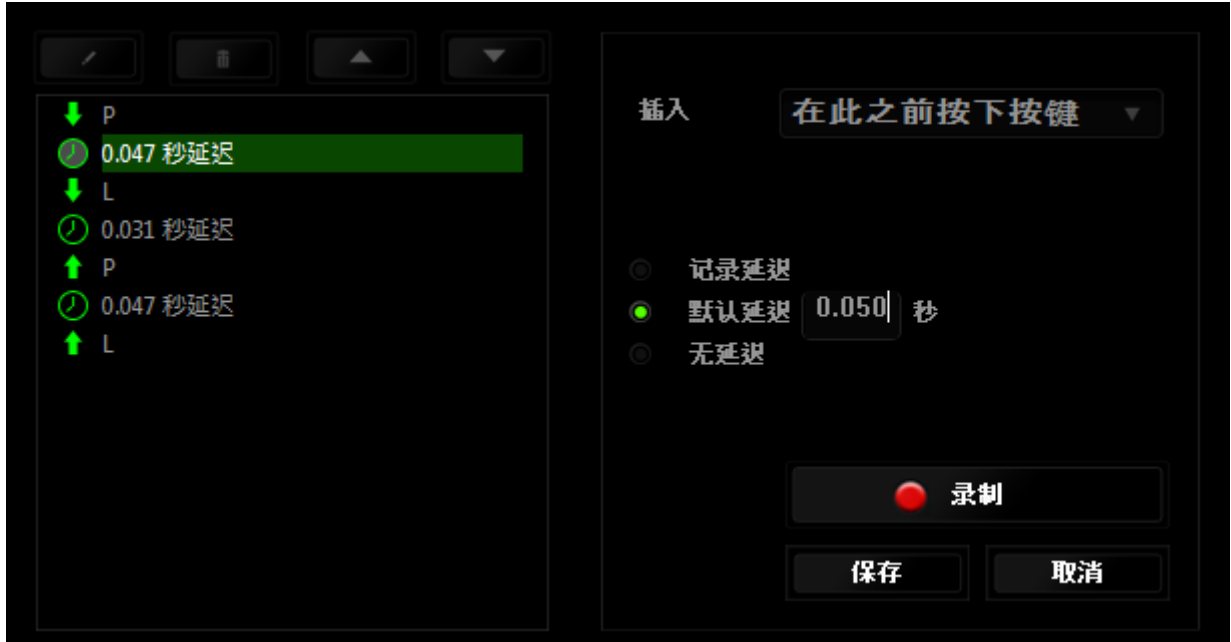 P
0.047 秒延迟
L
0.031 秒延迟
P
0.047 秒延迟
L
插入 在此之前按下按键
记录延迟
默认延迟 0.050 秒
无延迟
录制
保存 取消